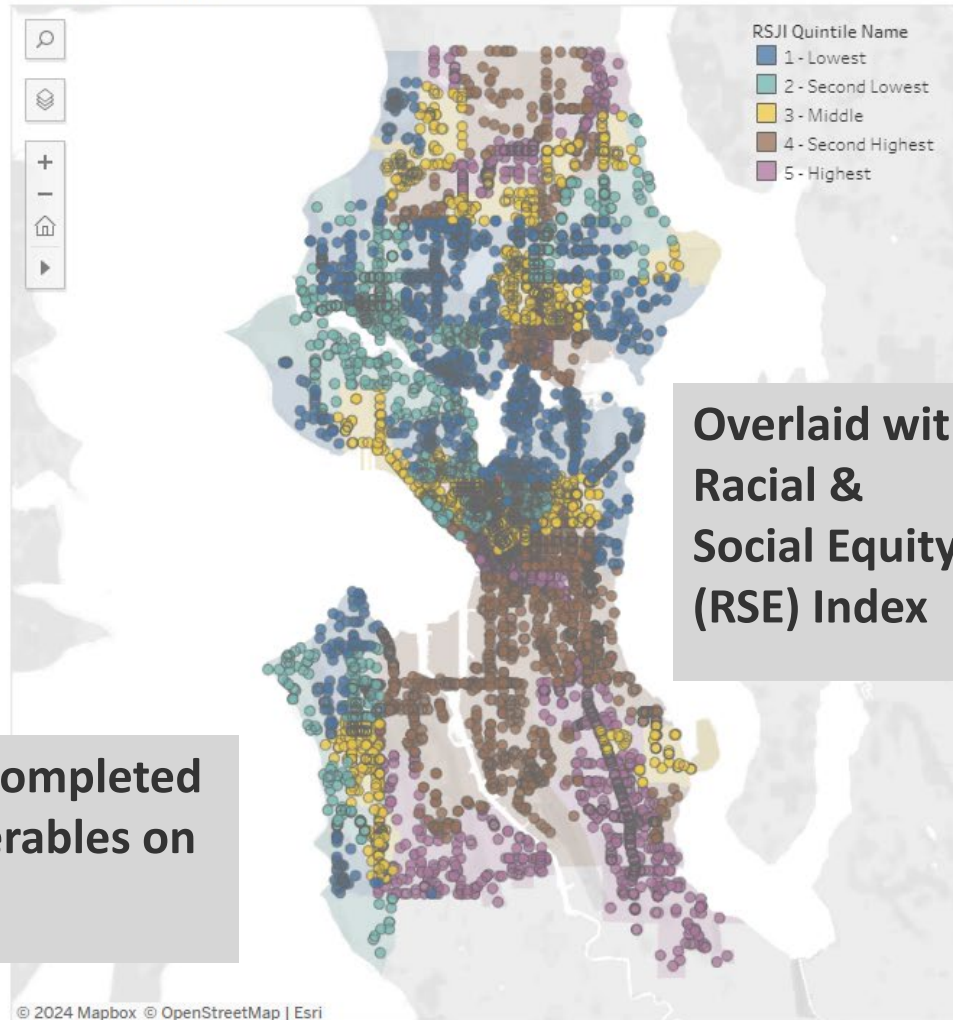 RSJI Quintile Name
1 - Lowest
2 - Second Lowest
3 - Middle
4 - Second Highest
5 - Highest
Overlaid wit
Racial &
Social Equity
(RSE) Index
ompleted
erables on
© 2024 Mapbox © OpenStreetMap | Esri